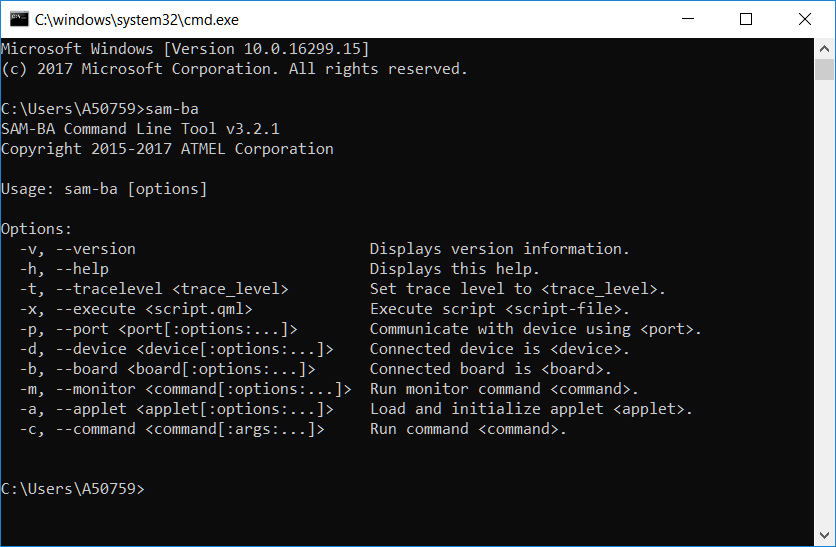 C:\windows\system32\cmd.exe
Microsoft Windows [Version 10.0.16299.15]
(c) 2017 Microsoft Corporation. All rights reserved.
C:\Users\A50759>sam-ba
SAM-BA Command Line Tool v3.2.1
Copyright 2015-2017 ATMEL Corporation
Usage: sam-ba [options]
Options:
  -v, --version                          Displays version information.
  -h, --help                             Displays this help.
  -t, --tracelevel <trace_level>         Set trace level to <trace_level>.
  -x, --execute <script.qml>             Execute script <script-file>.
  -p, --port <port[:options:...]>        Communicate with device using <port>.
  -d, --device <device[:options:...]>    Connected device is <device>.
  -b, --board <board[:options:...]>      Connected board is <board>.
  -m, --monitor <command[:options:...]>  Run monitor command <command>.
  -a, --applet <applet[:options:...]>    Load and initialize applet <applet>.
  -c, --command <command[:args:...]>     Run command <command>.
C:\Users\A50759>